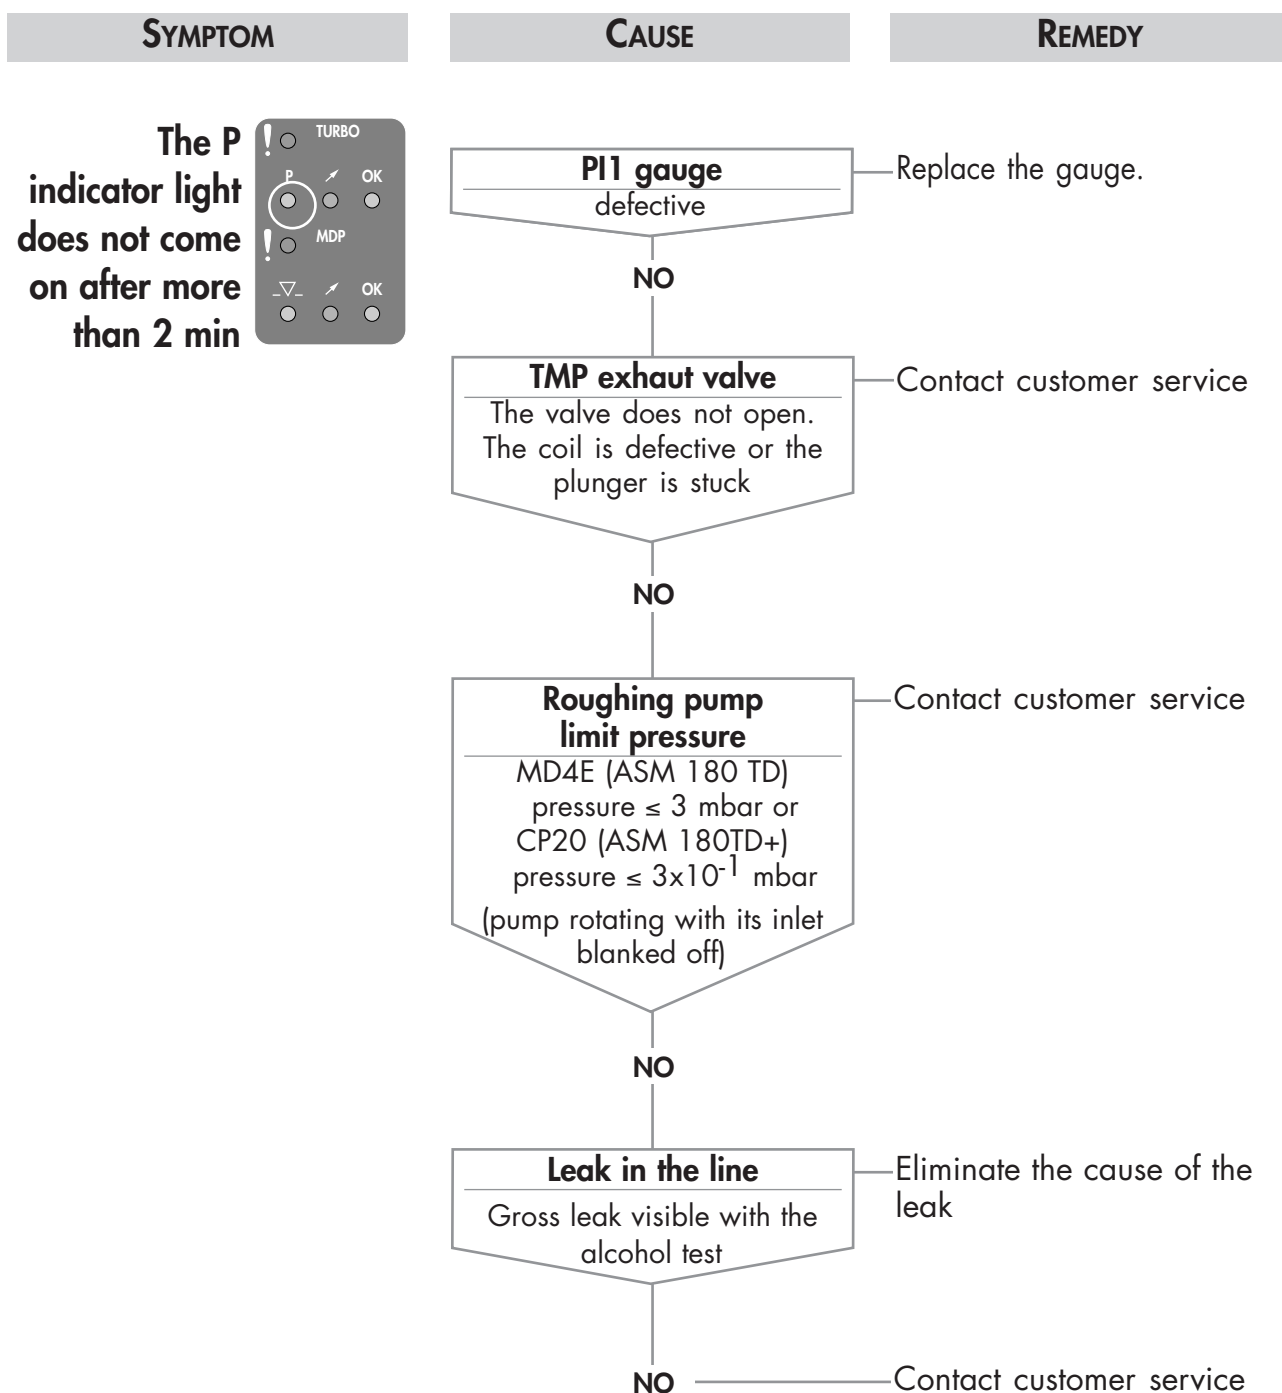 SYMPTOM
CAUSE
REMEDY
The P
indicator light
does not come
on after more
than 2 min
! TURBO
P OK
! MDP
OK
PI1 gauge
defective
Replace the gauge.
NO
TMP exhaut valve
The valve does not open.
The coil is defective or the
plunger is stuck
Contact customer service
NO
Roughing pump
limit pressure
MD4E (ASM 180 TD)
pressure ≤ 3 mbar or
CP20 (ASM 180TD+)
pressure ≤ 3x10⁻¹ mbar
(pump rotating with its inlet
blanked off)
Contact customer service
NO
Leak in the line
Gross leak visible with the
alcohol test
Eliminate the cause of the
leak
NO
Contact customer service